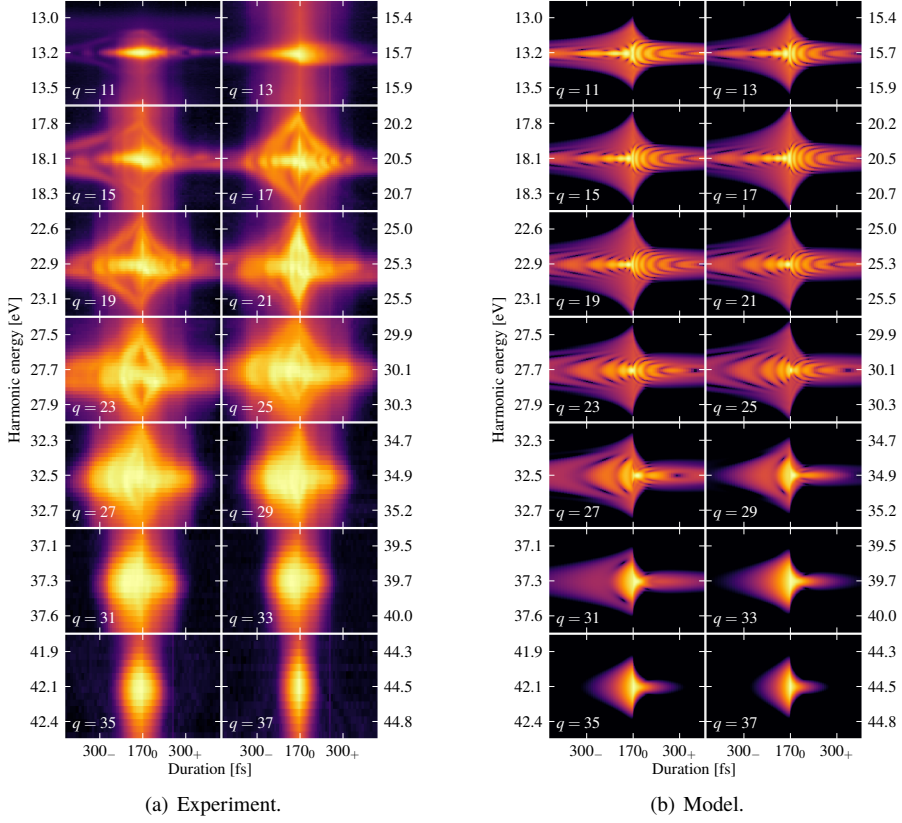 13.0 15.4 15.4
13.2 15.7 13.2 15.7
13.5 q = 11 q = 13 15.9 13.5 q = 11 q = 13 15.9
17.8 20.2 17.8 20.2
18.1 20.5 18.1 20.5
18.3 q = 15 q = 17 20.7 18.3 q = 15 q = 17 20.7
22.6 25.0 22.6 25.0
22.9 25.3 22.9 25.3
23.1 q = 19 q = 21 25.5 23.1 q = 19 q = 21 25.5
Harmonic energy [eV] Harmonic energy [eV]
27.5 29.9 27.5 29.9
27.7 30.1 27.7 30.1
27.9 q = 23 q = 25 30.3 27.9 q = 23 q = 25 30.3
32.3 34.7 32.3 34.7
32.5 34.9 32.5 34.9
32.7 q = 27 q = 29 35.2 32.7 q = 27 q = 29 35.2
37.1 39.5 37.1 39.5
37.3 39.7 37.3 39.7
37.6 q = 31 q = 33 40.0 37.6 q = 31 q = 33 40.0
41.9 44.3 41.9 44.3
42.1 44.5 42.1 44.5
42.4 q = 35 q = 37 44.8 42.4 q = 35 q = 37 44.8
300₋ 170₀ 300₊ 300₋ 170₀ 300₊ 300₋ 170₀ 300₊ 300₋ 170₀ 300₊
Duration [fs] Duration [fs]
(a) Experiment. (b) Model.